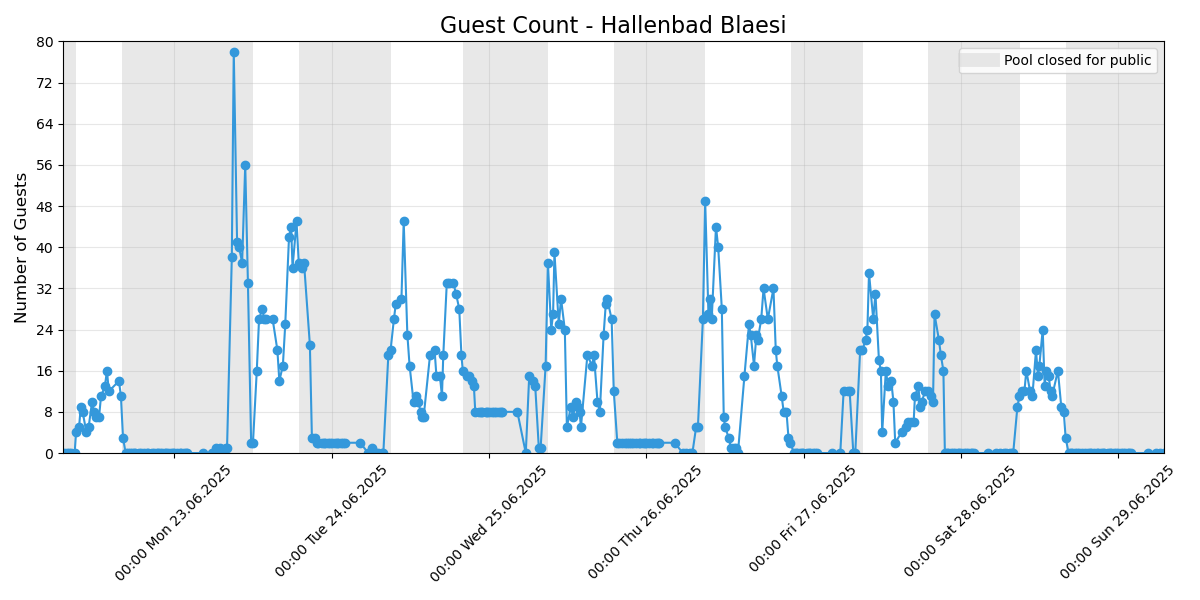 Guest Count - Hallenbad Blaesi
Pool closed for public
Number of Guests
80
72
64
56
48
40
32
24
16
8
0
00:00 Mon 23.06.2025
00:00 Tue 24.06.2025
00:00 Wed 25.06.2025
00:00 Thu 26.06.2025
00:00 Fri 27.06.2025
00:00 Sat 28.06.2025
00:00 Sun 29.06.2025